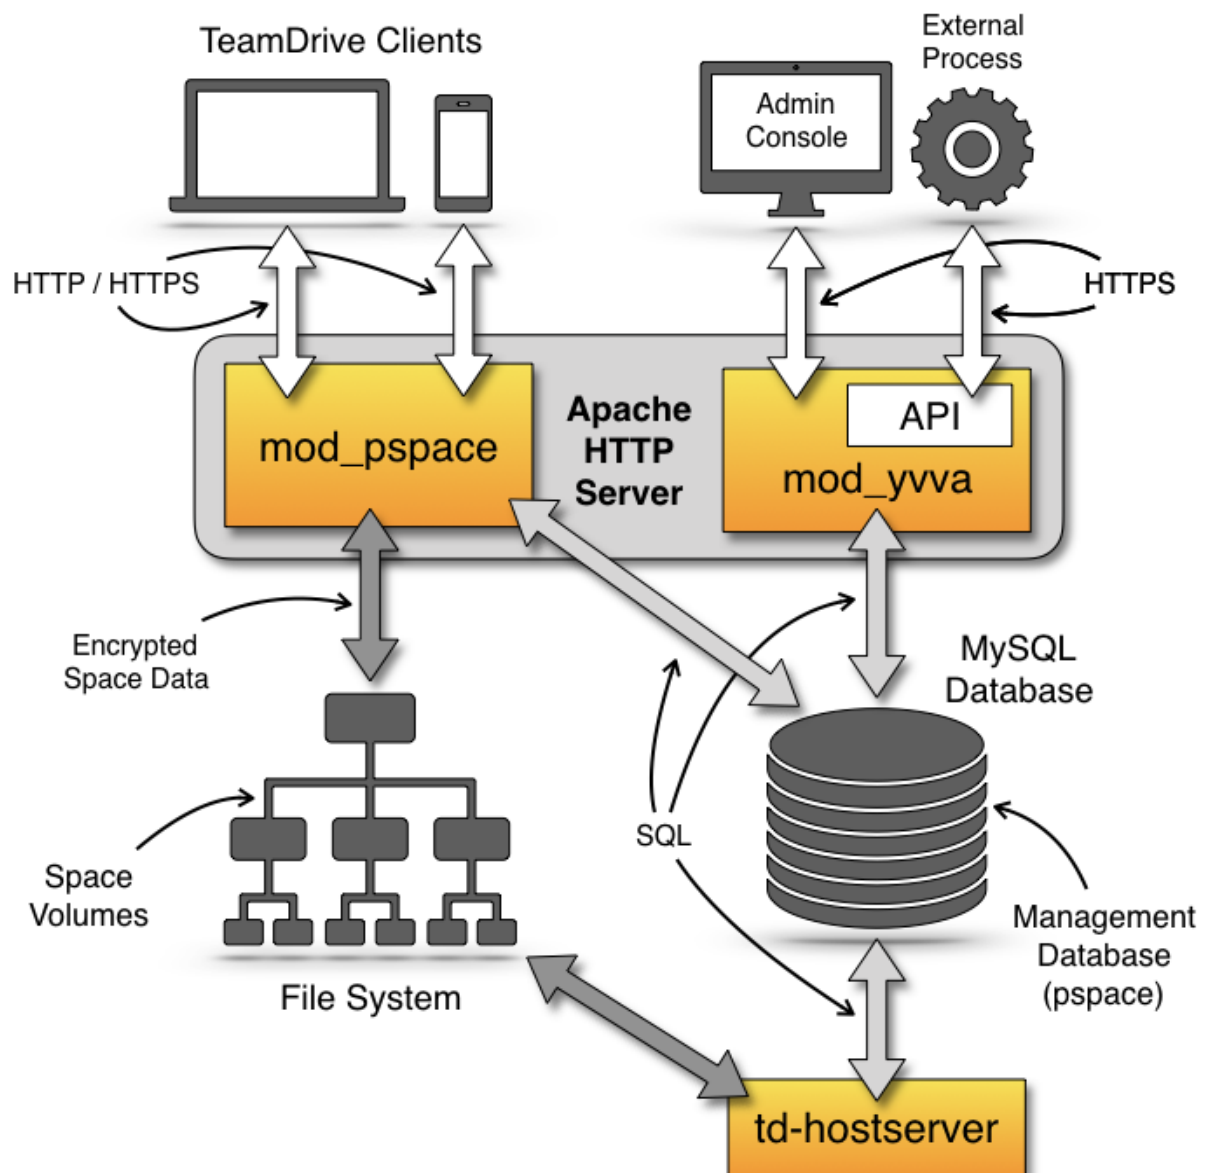 TeamDrive Clients
External
Process
Admin
Console
HTTP / HTTPS
HTTPS
Apache
HTTP
Server
mod_pspace
API
mod_yvva
Encrypted
Space Data
MySQL
Database
SQL
Space
Volumes
Management
Database
(pspace)
File System
td-hostserver